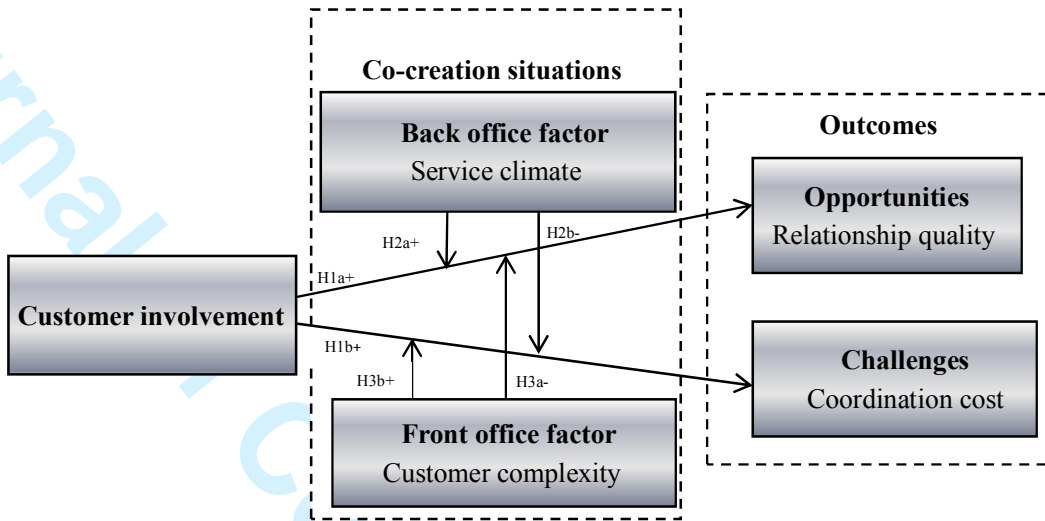 Co-creation situations
Back office factor
Service climate
Outcomes
Opportunities
Relationship quality
H2a+
H2b-
H1a+
Customer involvement
H1b+
H3b+
H3a-
Challenges
Coordination cost
Front office factor
Customer complexity